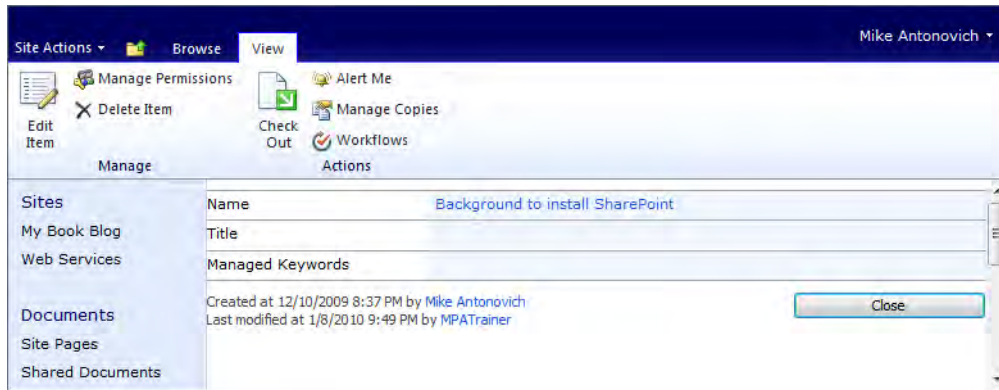 Site Actions Browse View Mike Antonovich
Edit Item
Manage Permissions
Delete Item
Manage
Check Out
Alert Me
Manage Copies
Workflows
Actions
Sites
My Book Blog
Web Services
Documents
Site Pages
Shared Documents
Name Background to install SharePoint
Title
Managed Keywords
Created at 12/10/2009 8:37 PM by Mike Antonovich
Last modified at 1/8/2010 9:49 PM by MPATrainer
Close